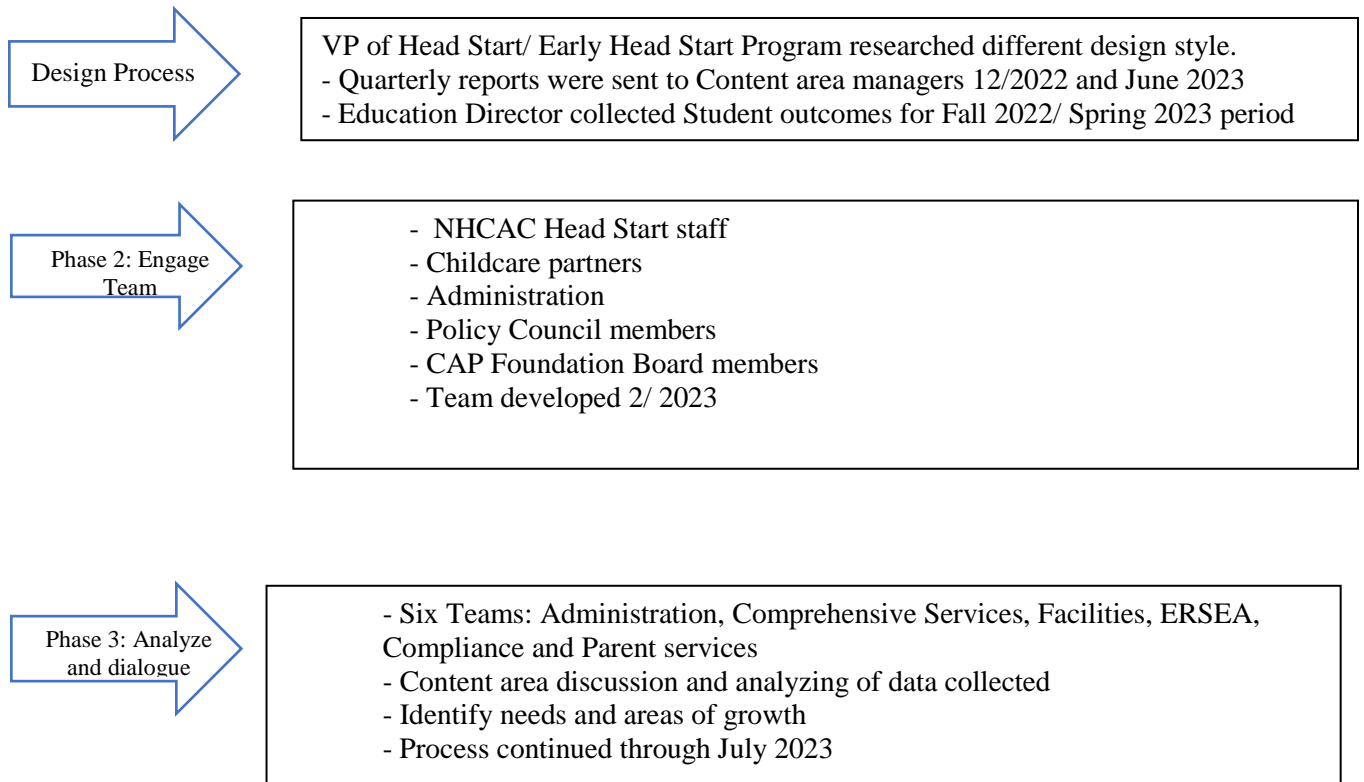 Design Process
VP of Head Start/ Early Head Start Program researched different design style.
- Quarterly reports were sent to Content area managers 12/2022 and June 2023
- Education Director collected Student outcomes for Fall 2022/ Spring 2023 period
Phase 2: Engage
Team
- NHCAC Head Start staff
- Childcare partners
- Administration
- Policy Council members
- CAP Foundation Board members
- Team developed 2/ 2023
Phase 3: Analyze
and dialogue
- Six Teams: Administration, Comprehensive Services, Facilities, ERSEA,
Compliance and Parent services
- Content area discussion and analyzing of data collected
- Identify needs and areas of growth
- Process continued through July 2023